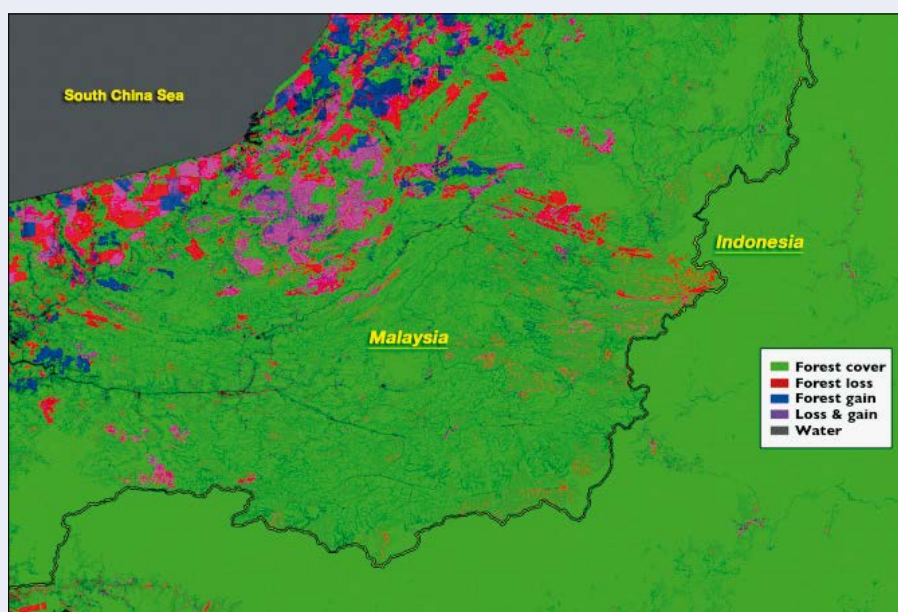 South China Sea
Indonesia
Malaysia
Forest cover
Forest loss
Forest gain
Loss & gain
Water